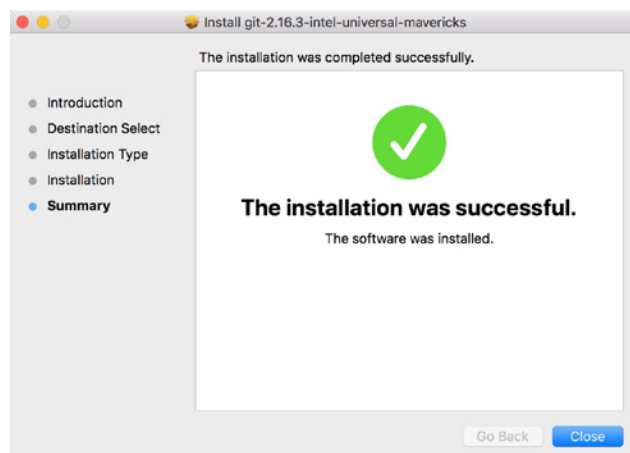 Install git-2.16.3-intel-universal-mavericks
The installation was completed successfully.
Introduction
Destination Select
Installation Type
Installation
Summary
The installation was successful.
The software was installed.
Go Back
Close